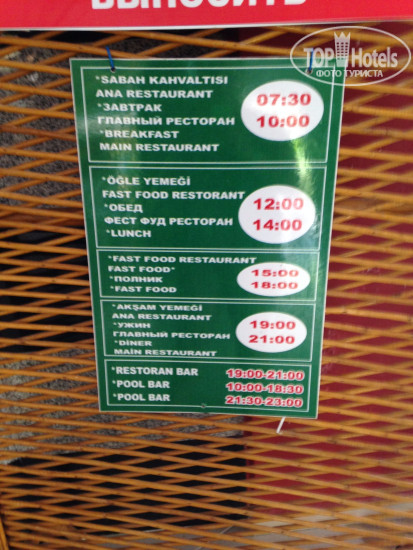 ВЫНОСИТЬ
TOP Hotels
ФОТО ТУРИСТА
*SABAH KAHVALTISI
ANA RESTAURANT
*ЗАВТРАК
ГЛАВНЫЙ РЕСТОРАН
*BREAKFAST
MAIN RESTAURANT
07:30
10:00
*ÖĞLE YEMEĞİ
FAST FOOD RESTORANT
*ОБЕД
ФЕСТ ФУД РЕСТОРАН
*LUNCH
12:00
14:00
*FAST FOOD RESTAURANT
FAST FOOD*
*ПОЛНИК
*FAST FOOD
15:00
18:00
*AKŞAM YEMEĞİ
ANA RESTAURANT
*УЖИН
ГЛАВНЫЙ РЕСТОРАН
*DİNER
MAİN RESTAURANT
19:00
21:00
*RESTORAN BAR 19:00-21:00
*POOL BAR 10:00-18:30
*POOL BAR 21:30-23:00